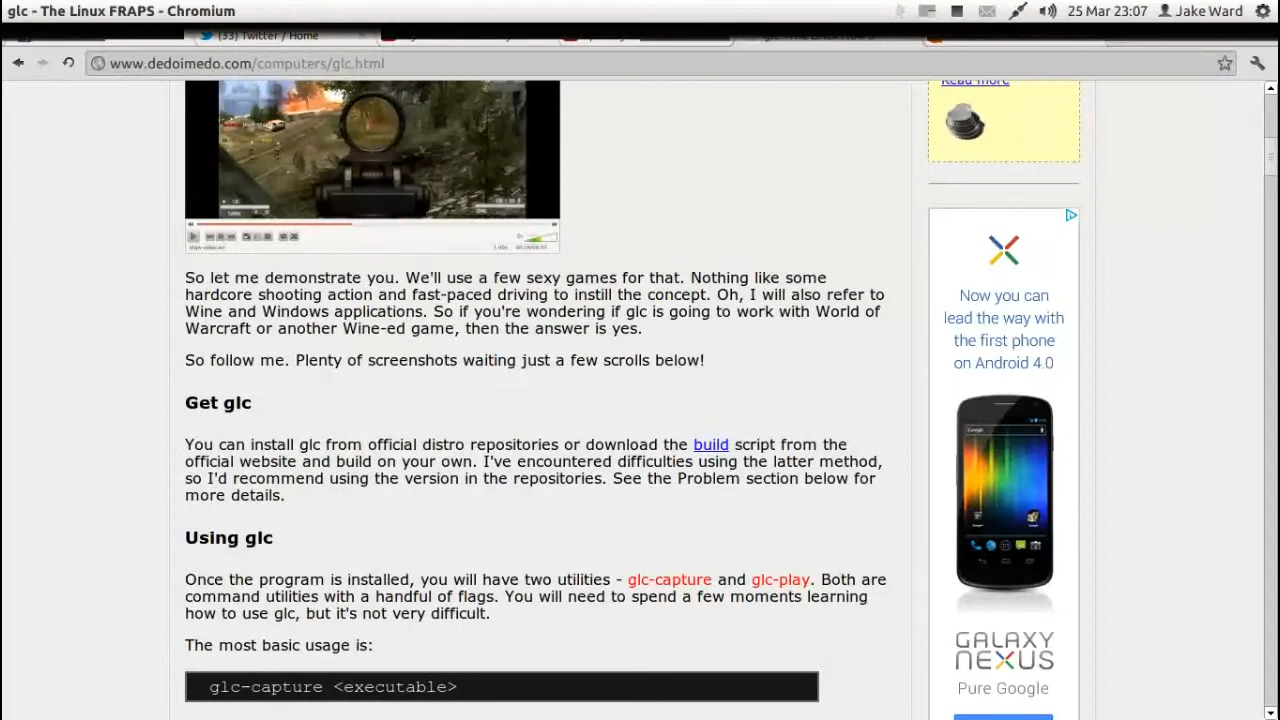 glc - The Linux FRAPS - Chromium
25 Mar 23:07
Jake Ward
(33) Twitter / Home
www.dedoimedo.com/computers/glc.html
Read more
So let me demonstrate you. We'll use a few sexy games for that. Nothing like some
hardcore shooting action and fast-paced driving to instill the concept. Oh, I will also refer to
Wine and Windows applications. So if you're wondering if glc is going to work with World of
Warcraft or another Wine-ed game, then the answer is yes.
So follow me. Plenty of screenshots waiting just a few scrolls below!
Get glc
You can install glc from official distro repositories or download the build script from the
official website and build on your own. I've encountered difficulties using the latter method,
so I'd recommend using the version in the repositories. See the Problem section below for
more details.
Using glc
Once the program is installed, you will have two utilities - glc-capture and glc-play. Both are
command utilities with a handful of flags. You will need to spend a few moments learning
how to use glc, but it's not very difficult.
The most basic usage is:
glc-capture <executable>
Now you can
lead the way with
the first phone
on Android 4.0
Google
GALAXY
NEXUS
Pure Google